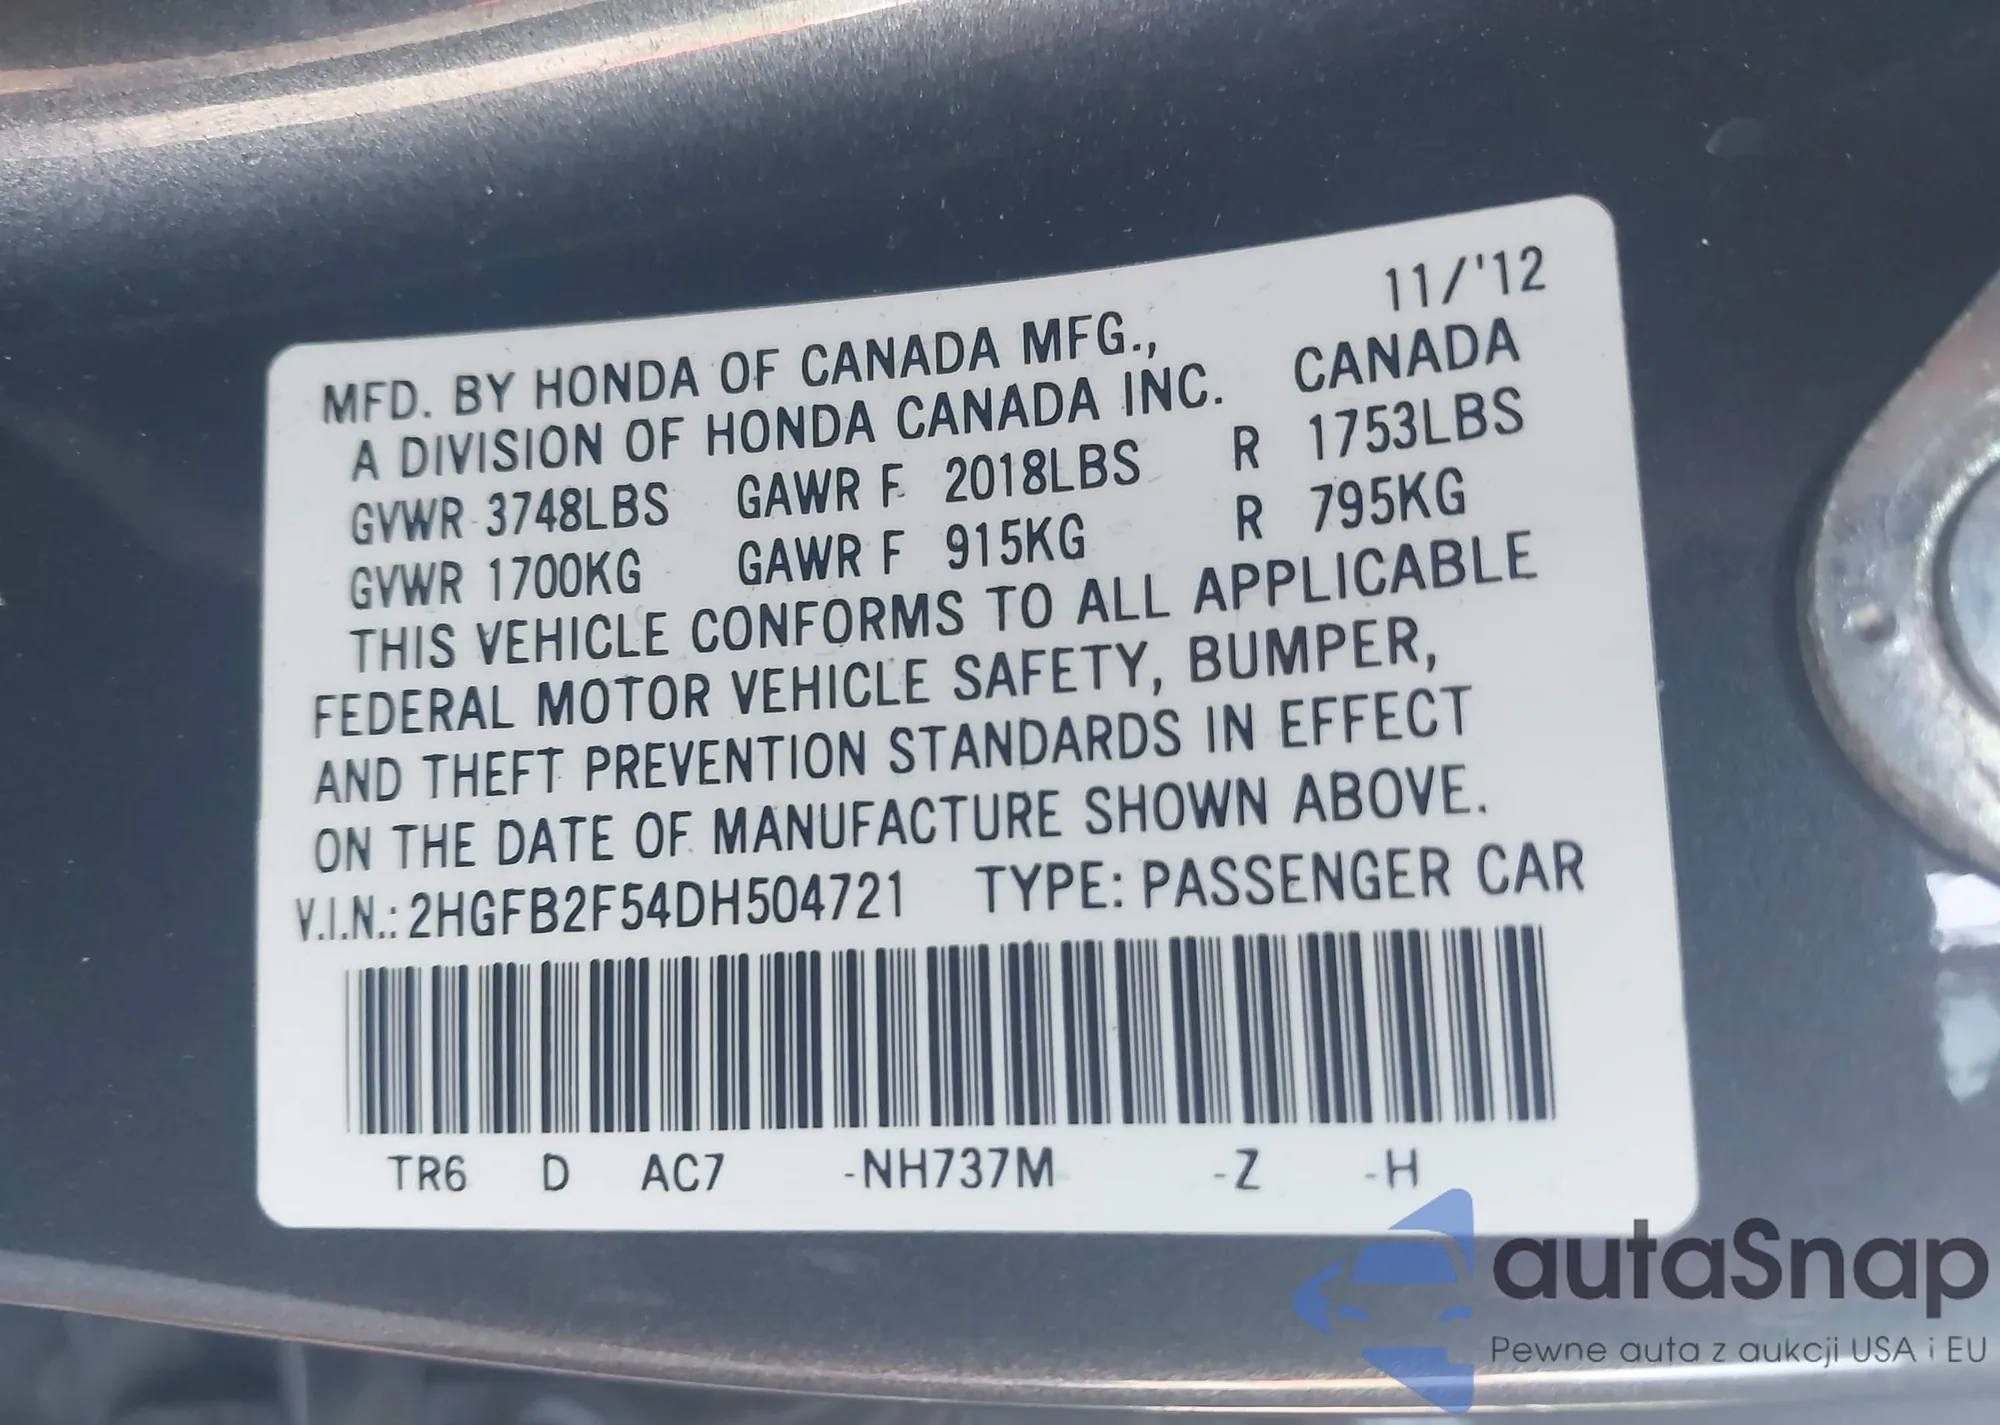 11/'12
MFD. BY HONDA OF CANADA MFG.,
A DIVISION OF HONDA CANADA INC. CANADA
GVWR 3748LBS GAWR F 2018LBS R 1753LBS
GVWR 1700KG GAWR F 915KG R 795KG
THIS VEHICLE CONFORMS TO ALL APPLICABLE
FEDERAL MOTOR VEHICLE SAFETY, BUMPER,
AND THEFT PREVENTION STANDARDS IN EFFECT
ON THE DATE OF MANUFACTURE SHOWN ABOVE.
V.I.N.: 2HGFB2F54DH504721 TYPE: PASSENGER CAR
TR6 D AC7 -NH737M -Z -H
autaSnap
Pewne auta z aukcji USA i EU